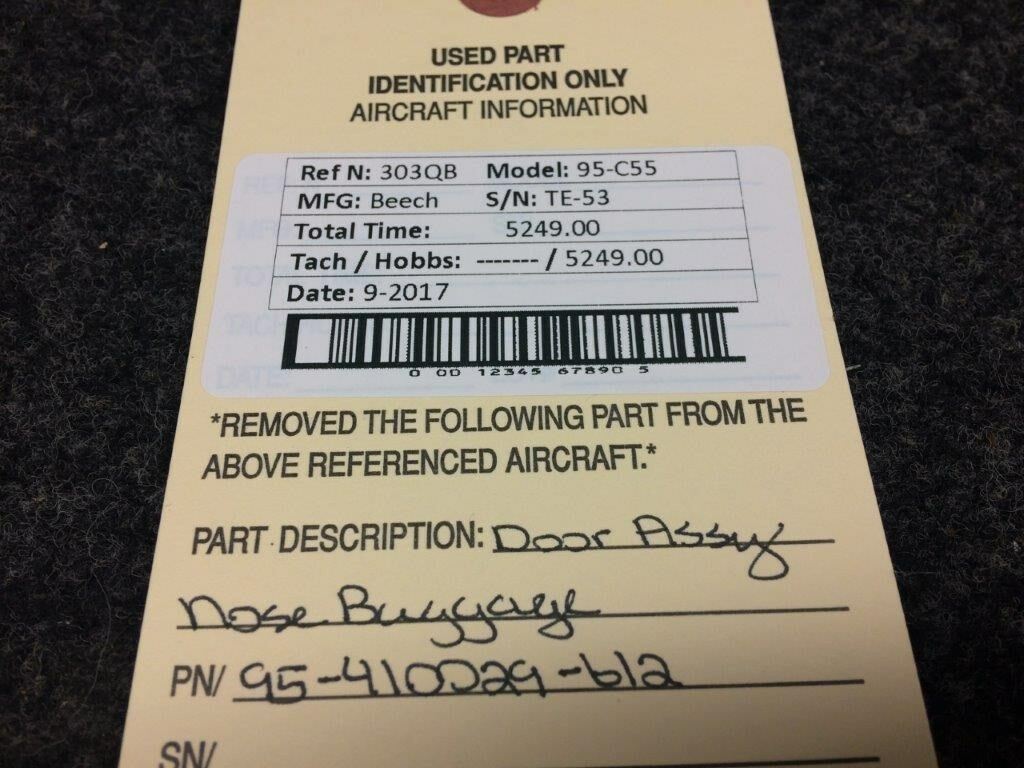 USED PART
IDENTIFICATION ONLY
AIRCRAFT INFORMATION
Ref N: 303QB Model: 95-C55
MFG: Beech S/N: TE-53
Total Time: 5249.00
Tach / Hobbs: ------- / 5249.00
Date: 9-2017
0 00 12345 67890 5
*REMOVED THE FOLLOWING PART FROM THE
ABOVE REFERENCED AIRCRAFT.*
PART DESCRIPTION: Door Assy
Nose Baggage
PN/ 95-410029-612
SN/